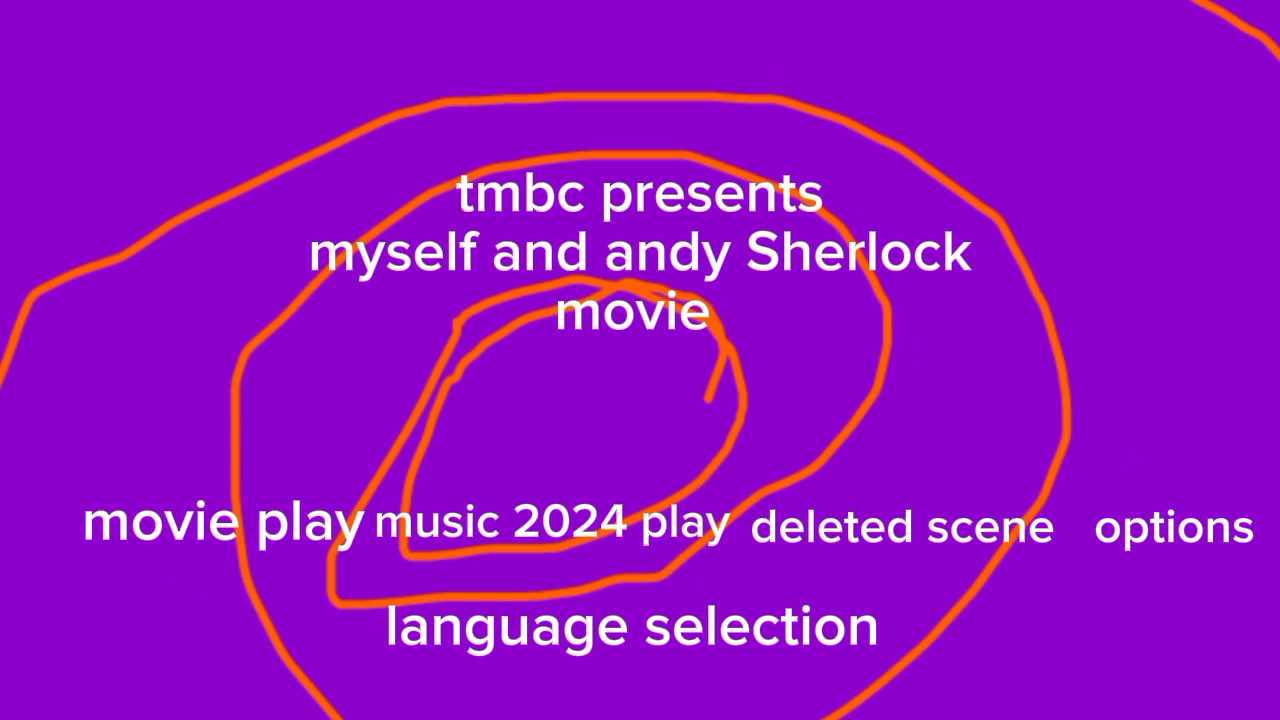 tmbc presents
myself and andy Sherlock
movie
movie play music 2024 play deleted scene options
language selection